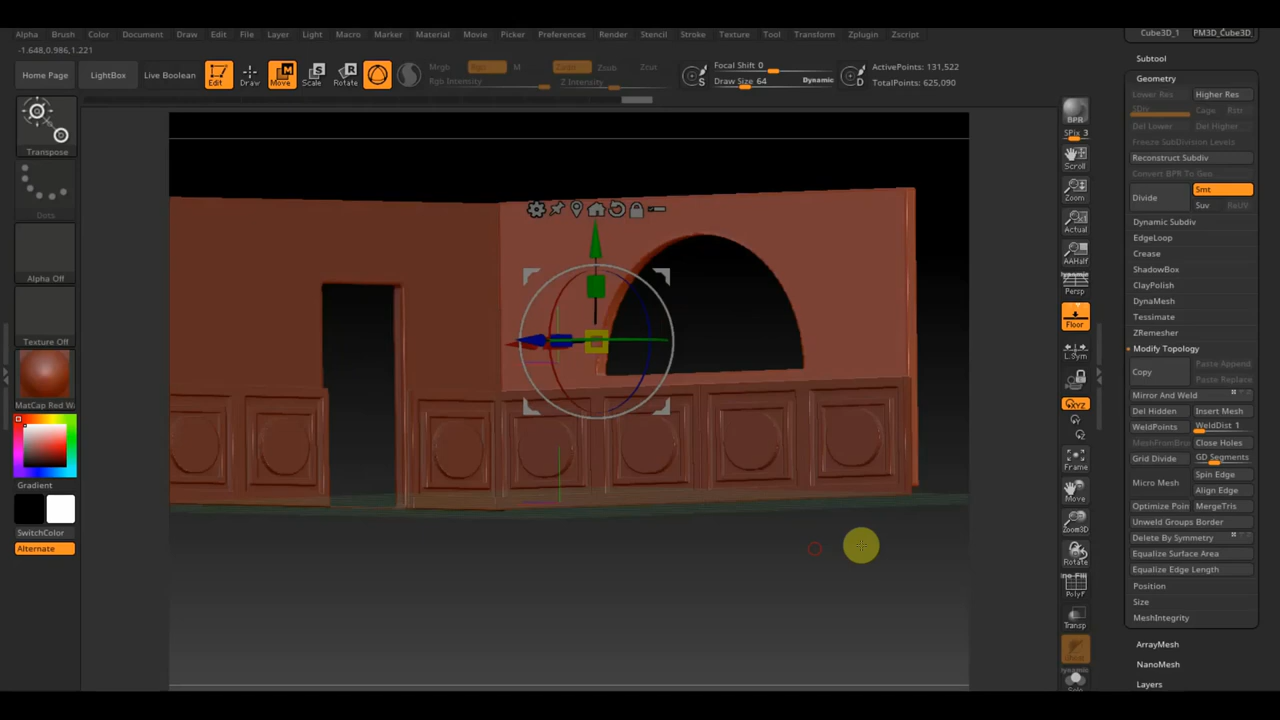 Alpha Brush Color Document Draw Edit File Layer Light Macro Marker Material Movie Picker Preferences Render Stencil Stroke Texture Tool Transform Zplugin Zscript
-1.648,0.986,1.221
Home Page
LightBox
Live Boolean
Edit
Draw
Move
Scale
Rotate
Mrgb Rgb M
Rgb Intensity
Zadd Zsub Zcut
Z Intensity
Focal Shift 0
Draw Size 64 Dynamic
S
D
ActivePoints: 131,522
TotalPoints: 625,090
Transpose
Dots
Alpha Off
Texture Off
MatCap Red Wa
Gradient
SwitchColor
Alternate
BPR
SPix 3
Scroll
Zoom
Actual
AAHalf
Dynamic
Persp
Floor
L.Sym
XYZ
Frame
Move
Zoom3D
Rotate
PolyF
Transp
Ghost
Solo
Cube3D_1 PM3D_Cube3D_
Subtool
Geometry
Lower Res Higher Res
SDiv Cage Rstr
Del Lower Del Higher
Freeze SubDivision Levels
Reconstruct Subdiv
Convert BPR To Geo
Divide
Smt
Suv ReUV
Dynamic Subdiv
EdgeLoop
Crease
ShadowBox
ClayPolish
DynaMesh
Tessimate
ZRemesher
Modify Topology
Copy
Paste Append
Paste Replace
Mirror And Weld
Del Hidden Insert Mesh
WeldPoints WeldDist 1
MeshFromBru Close Holes
Grid Divide GD Segments
Micro Mesh
Spin Edge
Align Edge
Optimize Poin MergeTris
Unweld Groups Border
Delete By Symmetry
Equalize Surface Area
Equalize Edge Length
Position
Size
MeshIntegrity
ArrayMesh
NanoMesh
Layers